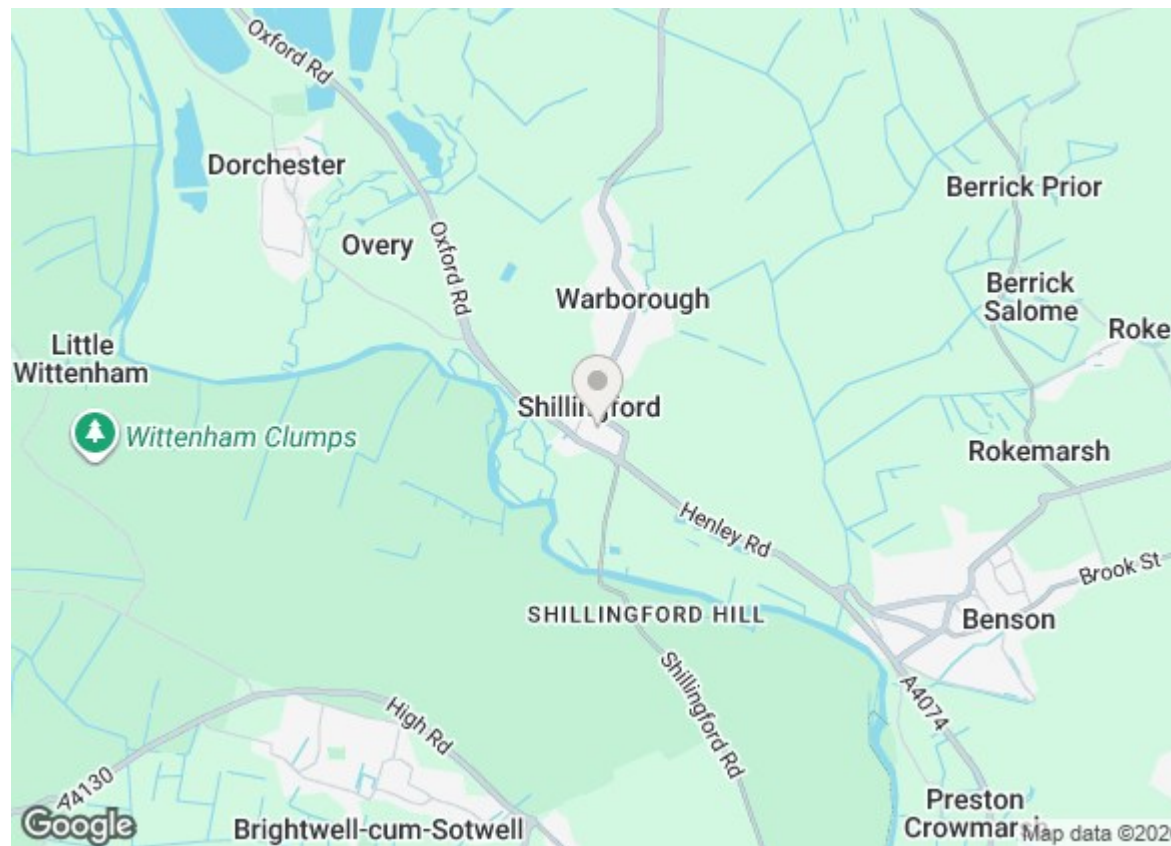 Oxford Rd
Dorchester
Berrick Prior
Overy
Oxford Rd
Warborough
Berrick
Salome
Roke
Little
Wittenham
Shillingford
Wittenham Clumps
Rokemarsh
Henley Rd
Brook St
SHILLINGFORD HILL
Benson
Shillingford Rd
A4074
High Rd
A4130
Preston
Crowmarsh
Google
Brightwell-cum-Sotwell
Map data ©202